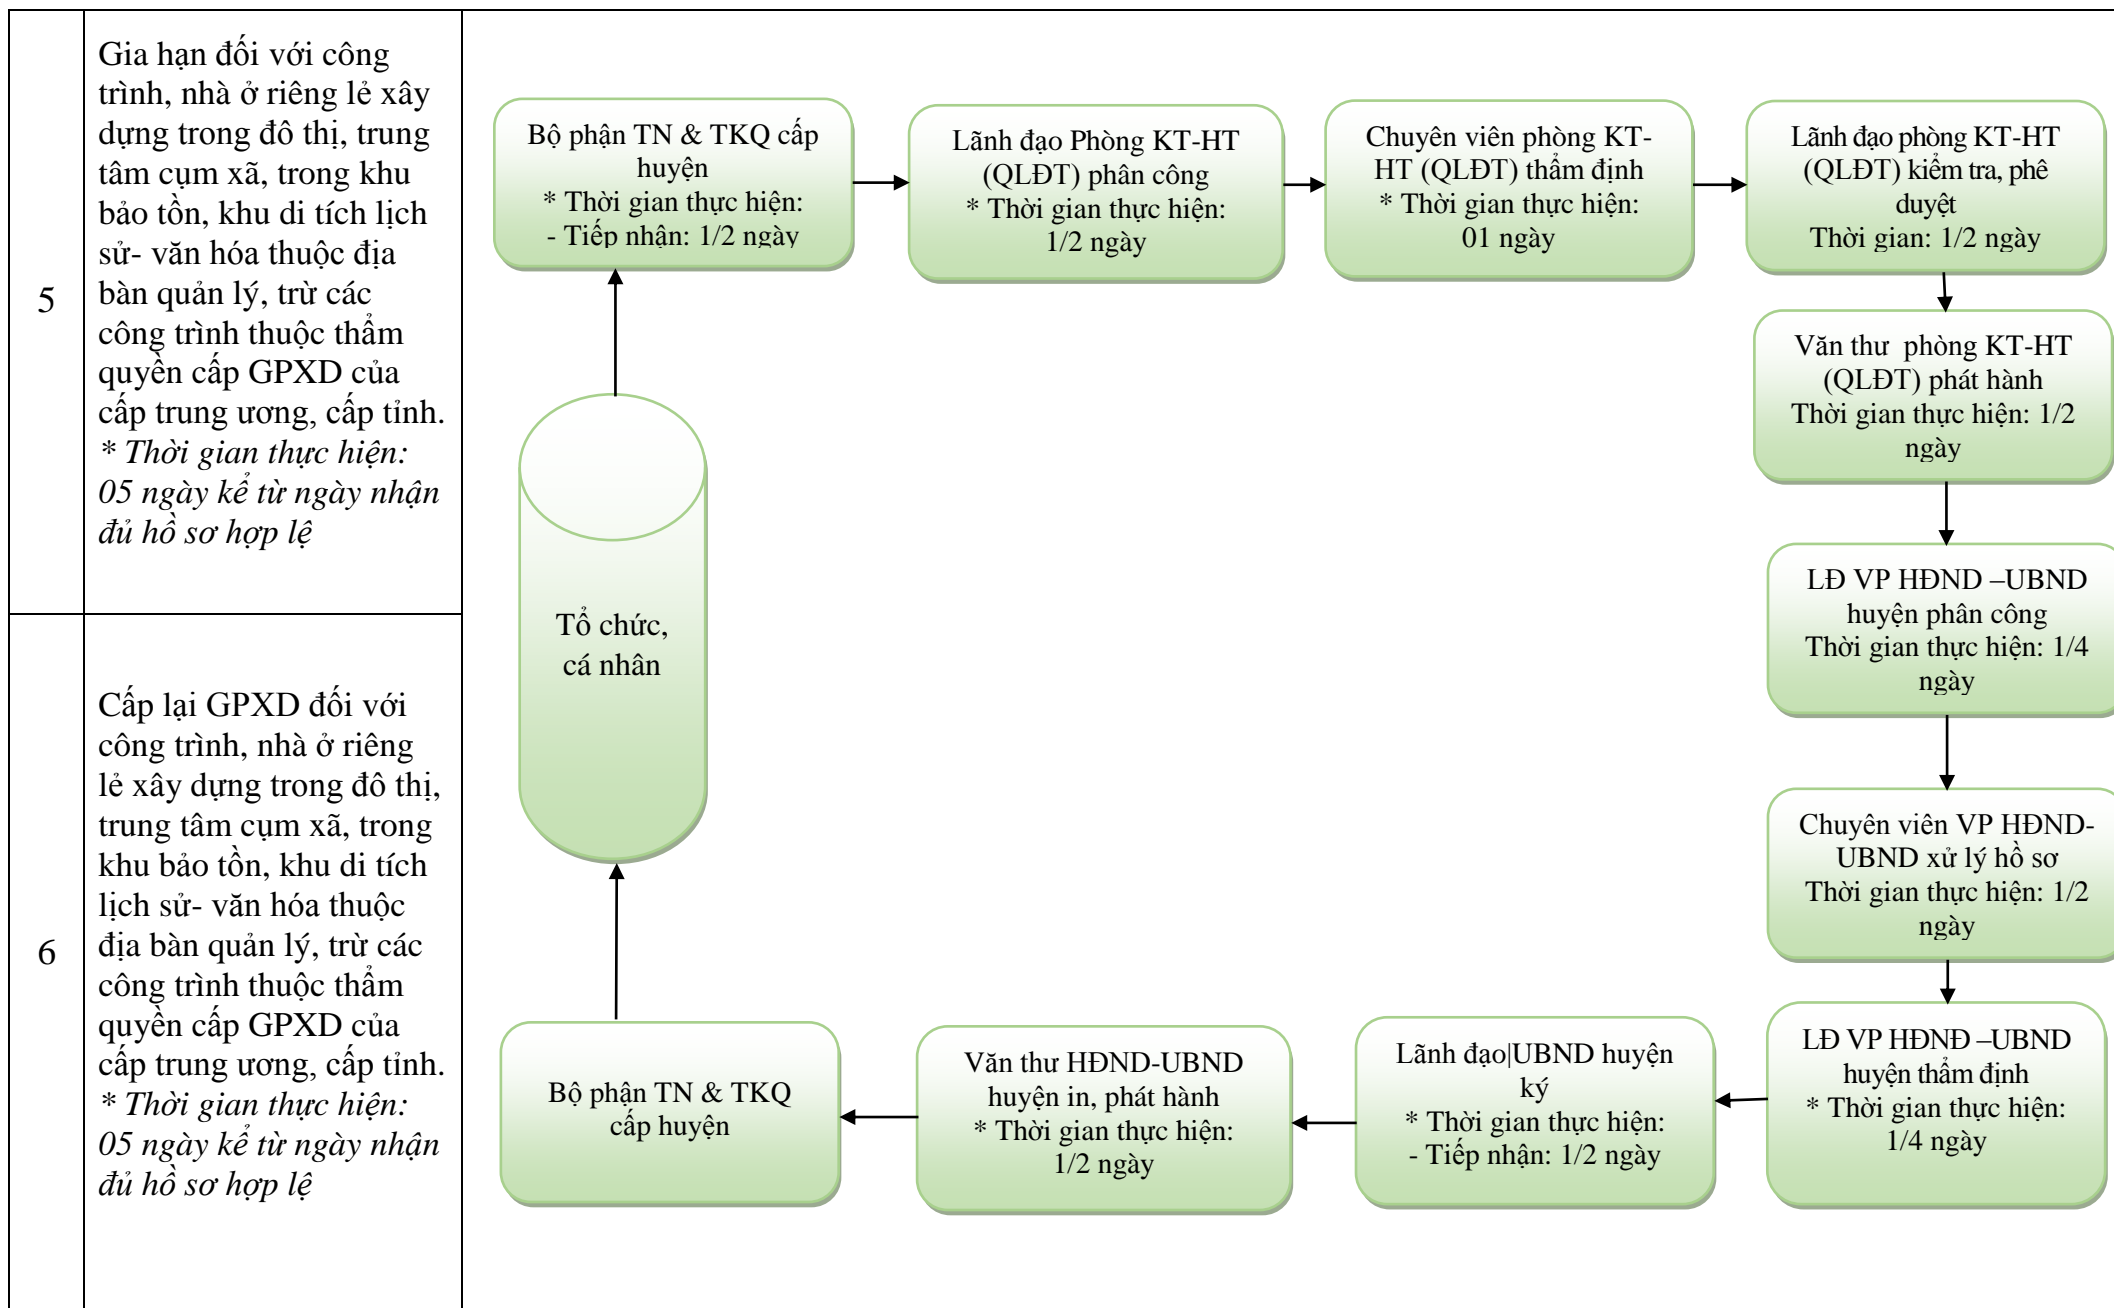 5
Gia hạn đối với công
trình, nhà ở riêng lẻ xây
dựng trong đô thị, trung
tâm cụm xã, trong khu
bảo tồn, khu di tích lịch
sử- văn hóa thuộc địa
bàn quản lý, trừ các
công trình thuộc thẩm
quyền cấp GPXD của
cấp trung ương, cấp tỉnh.
* Thời gian thực hiện:
05 ngày kể từ ngày nhận
đủ hồ sơ hợp lệ
6
Cấp lại GPXD đối với
công trình, nhà ở riêng
lẻ xây dựng trong đô thị,
trung tâm cụm xã, trong
khu bảo tồn, khu di tích
lịch sử- văn hóa thuộc
địa bàn quản lý, trừ các
công trình thuộc thẩm
quyền cấp GPXD của
cấp trung ương, cấp tỉnh.
* Thời gian thực hiện:
05 ngày kể từ ngày nhận
đủ hồ sơ hợp lệ
Bộ phận TN & TKQ cấp
huyện
* Thời gian thực hiện:
- Tiếp nhận: 1/2 ngày
Lãnh đạo Phòng KT-HT
(QLĐT) phân công
* Thời gian thực hiện:
1/2 ngày
Chuyên viên phòng KT-
HT (QLĐT) thẩm định
* Thời gian thực hiện:
01 ngày
Lãnh đạo phòng KT-HT
(QLĐT) kiểm tra, phê
duyệt
Thời gian: 1/2 ngày
Văn thư phòng KT-HT
(QLĐT) phát hành
Thời gian thực hiện: 1/2
ngày
LĐ VP HĐND –UBND
huyện phân công
Thời gian thực hiện: 1/4
ngày
Chuyên viên VP HĐND-
UBND xử lý hồ sơ
Thời gian thực hiện: 1/2
ngày
LĐ VP HĐNĐ –UBND
huyện thẩm định
* Thời gian thực hiện:
1/4 ngày
Lãnh đạo|UBND huyện
ký
* Thời gian thực hiện:
- Tiếp nhận: 1/2 ngày
Văn thư HĐND-UBND
huyện in, phát hành
* Thời gian thực hiện:
1/2 ngày
Bộ phận TN & TKQ
cấp huyện
Tổ chức,
cá nhân